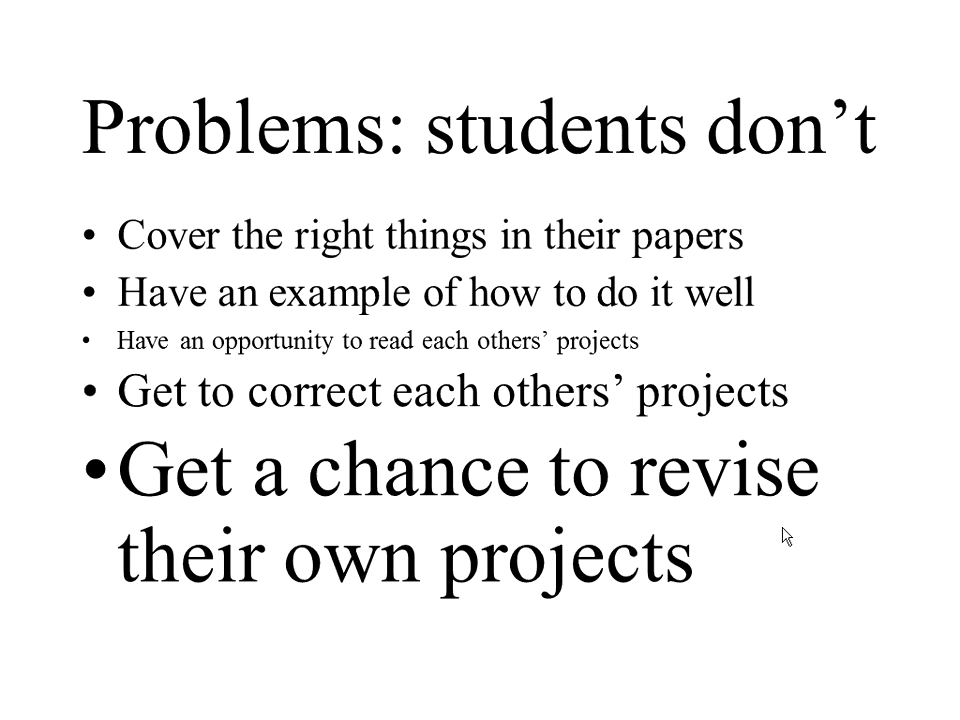 Problems: students don’t
• Cover the right things in their papers
• Have an example of how to do it well
• Have an opportunity to read each others’ projects
• Get to correct each others’ projects
• Get a chance to revise
their own projects